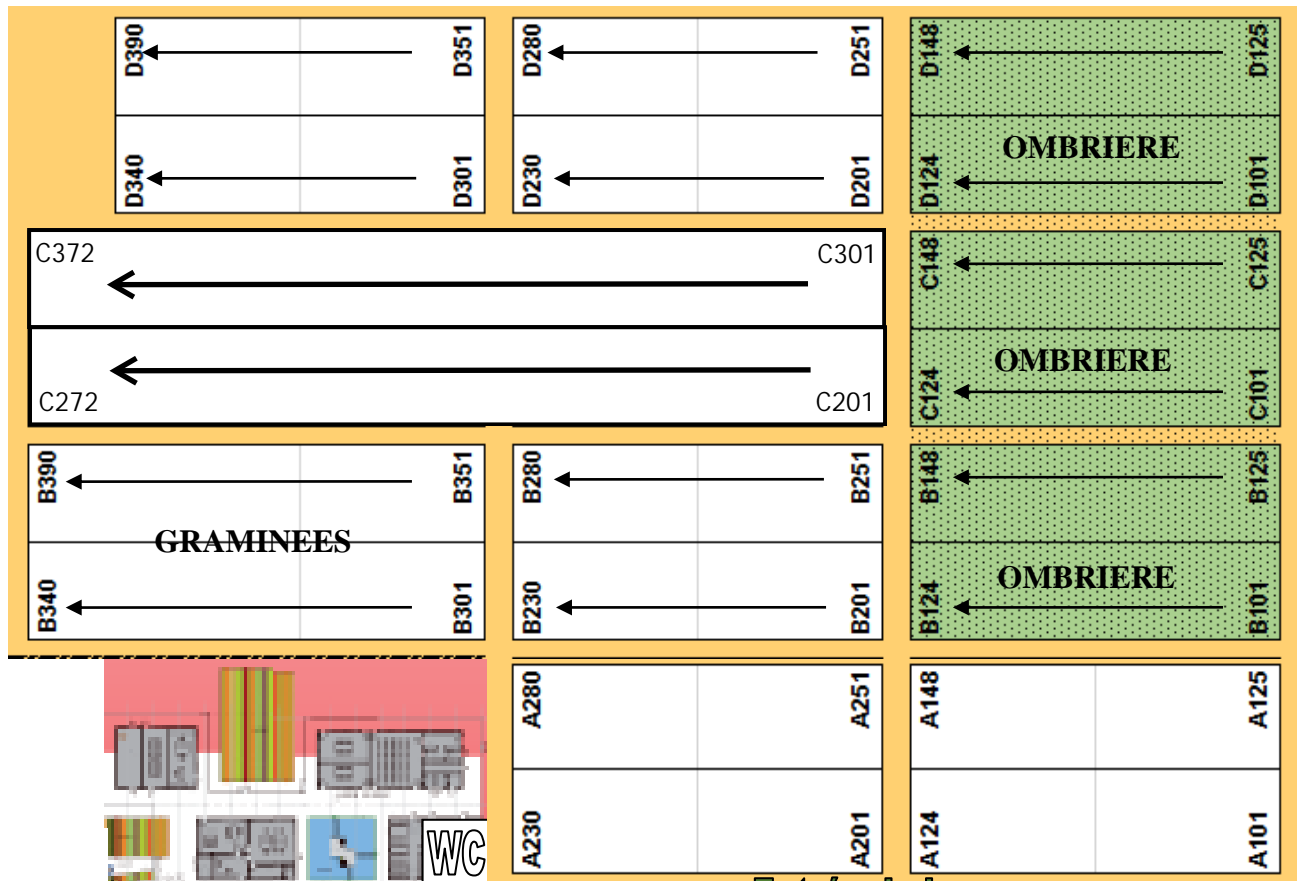 D390 D351 D280 D251 D148 D125
OMBRIERE
D340 D301 D230 D201 D124 D101
C372 C301 C148 C125
OMBRIERE
C272 C201 C124 C101
B390 B351 B280 B251 B148 B125
GRAMINEES
OMBRIERE
B340 B301 B230 B201 B124 B101
A280 A251 A148 A125
WC A230 A201 A124 A101